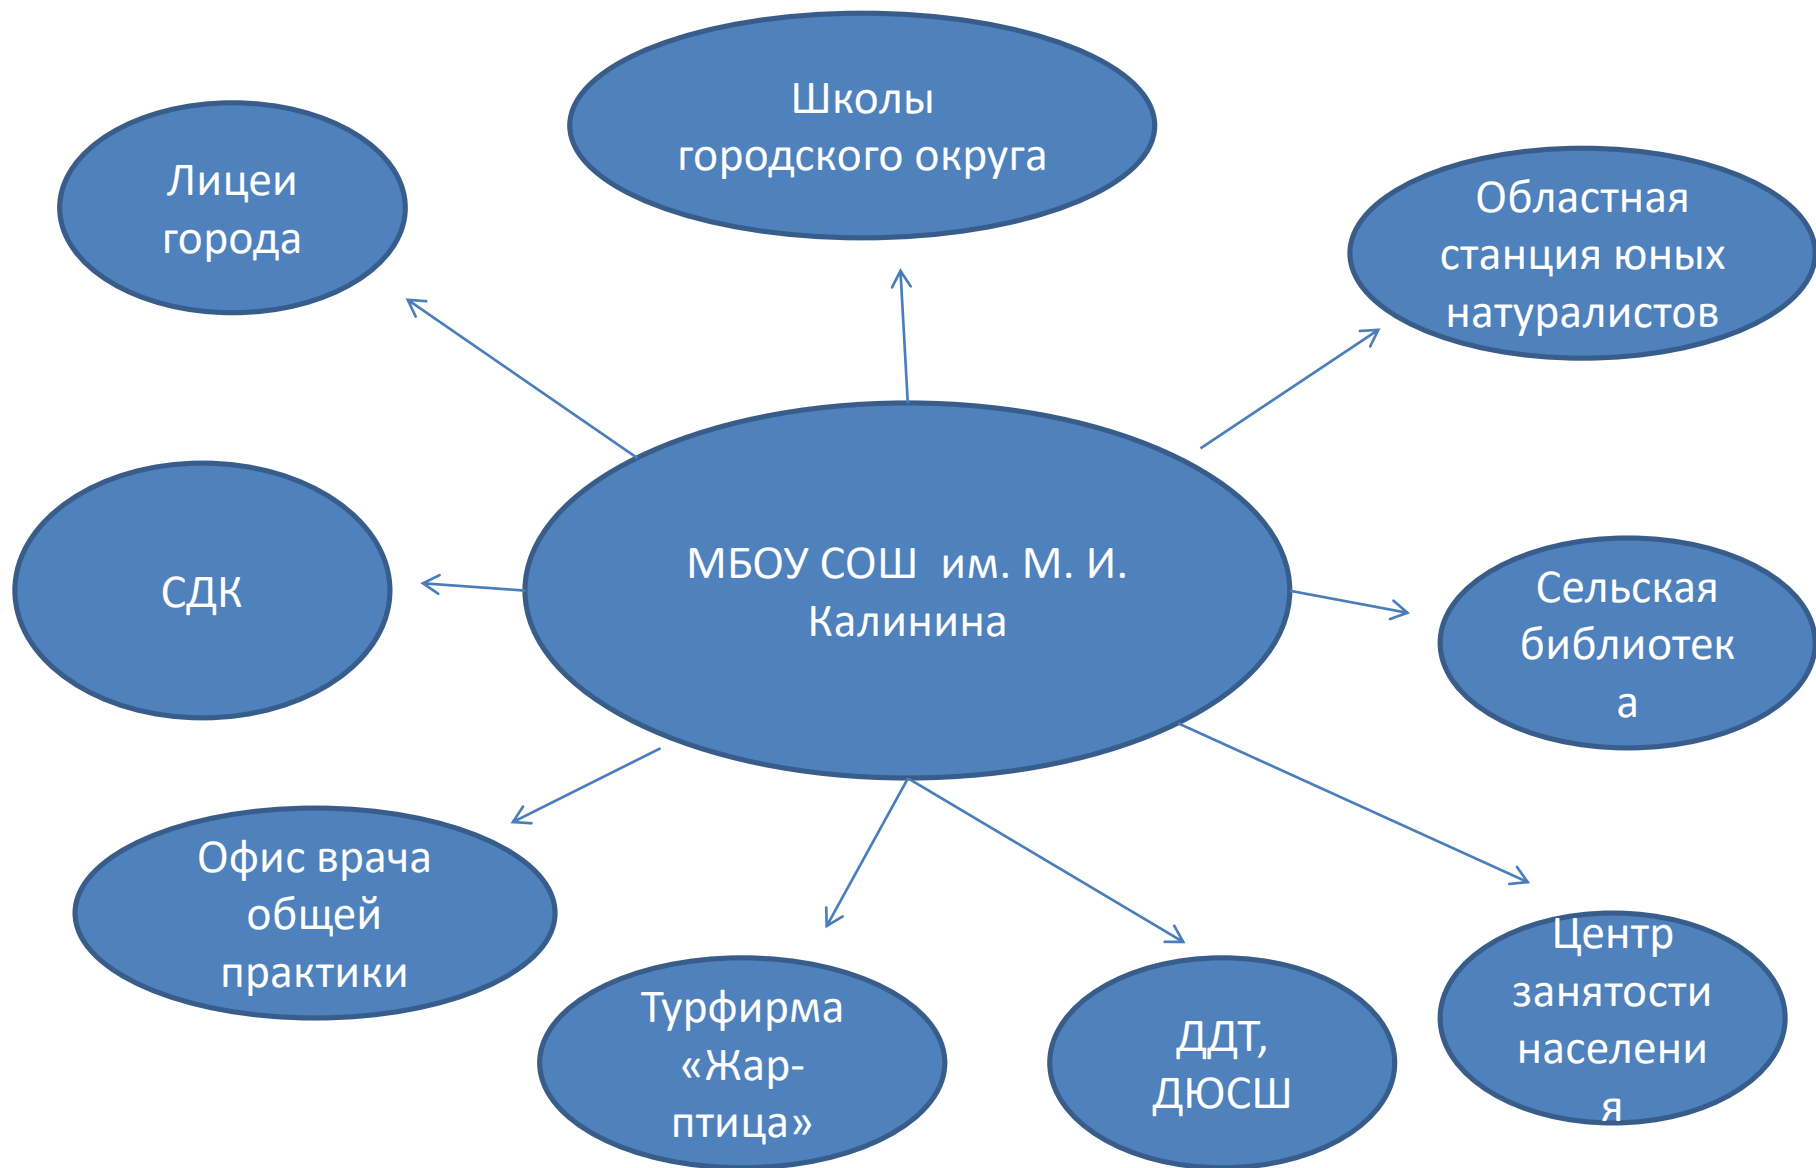 Школы
городского округа
Лицеи
города
Областная
станция юных
натуралистов
МБОУ СОШ им. М. И.
Калинина
СДК
Сельская
библиотек
а
Офис врача
общей
практики
Турфирма
«Жар-
птица»
ДДТ,
ДЮСШ
Центр
занятости
населени
я